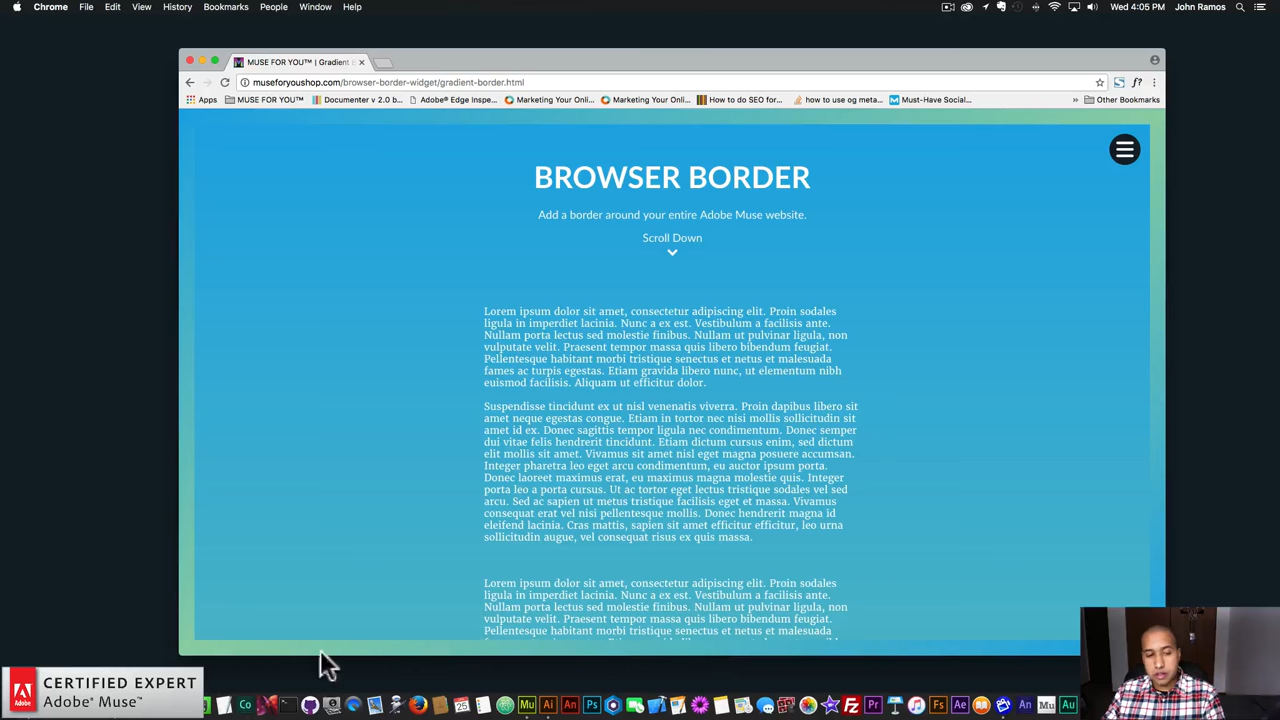 Chrome File Edit View History Bookmarks People Window Help Wed 4:05 PM John Ramos
MUSE FOR YOU™ | Gradient B
museforyoushop.com/browser-border-widget/gradient-border.html
Apps MUSE FOR YOU™ Documenter v 2.0 b... Adobe® Edge Inspe... Marketing Your Onli... Marketing Your Onli... How to do SEO for... how to use og meta... Must-Have Social... » Other Bookmarks
BROWSER BORDER
Add a border around your entire Adobe Muse website.
Scroll Down
Lorem ipsum dolor sit amet, consectetur adipiscing elit. Proin sodales
ligula in imperdiet lacinia. Nunc a ex est. Vestibulum a facilisis ante.
Nullam porta lectus sed molestie finibus. Nullam ut pulvinar ligula, non
vulputate velit. Praesent tempor massa quis libero bibendum feugiat.
Pellentesque habitant morbi tristique senectus et netus et malesuada
fames ac turpis egestas. Etiam gravida libero nunc, ut elementum nibh
euismod facilisis. Aliquam ut efficitur dolor.
Suspendisse tincidunt ex ut nisl venenatis viverra. Proin dapibus libero sit
amet neque egestas congue. Etiam in tortor nec nisi mollis sollicitudin sit
amet id ex. Donec sagittis tempor ligula nec condimentum. Donec semper
dui vitae felis hendrerit tincidunt. Etiam dictum cursus enim, sed dictum
elit mollis sit amet. Vivamus sit amet nisl eget magna posuere accumsan.
Integer pharetra leo eget arcu condimentum, eu auctor ipsum porta.
Donec laoreet maximus erat, eu maximus magna molestie quis. Integer
porta leo a porta cursus. Ut ac tortor eget lectus tristique sodales vel sed
arcu. Sed ac sapien ut metus tristique facilisis eget et massa. Vivamus
consequat erat vel nisi pellentesque mollis. Donec hendrerit magna id
eleifend lacinia. Cras mattis, sapien sit amet efficitur efficitur, leo urna
sollicitudin augue, vel consequat risus ex quis massa.
Lorem ipsum dolor sit amet, consectetur adipiscing elit. Proin sodales
ligula in imperdiet lacinia. Nunc a ex est. Vestibulum a facilisis ante.
Nullam porta lectus sed molestie finibus. Nullam ut pulvinar ligula, non
vulputate velit. Praesent tempor massa quis libero bibendum feugiat.
Pellentesque habitant morbi tristique senectus et netus et malesuada
CERTIFIED EXPERT
Adobe® Muse™
Co Mu Ai An Ps Pr Fs Ae An Mu Au